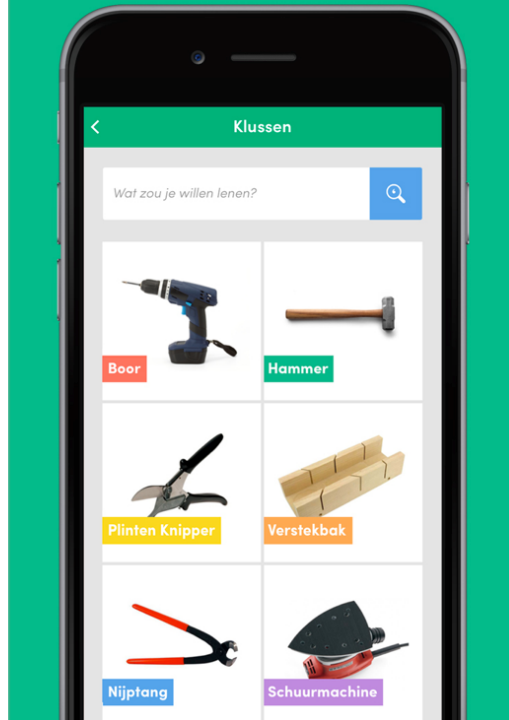 Klussen
Wat zou je willen lenen?
Boor
Hammer
Plinten Knipper
Verstekbak
Nijptang
Schuurmachine